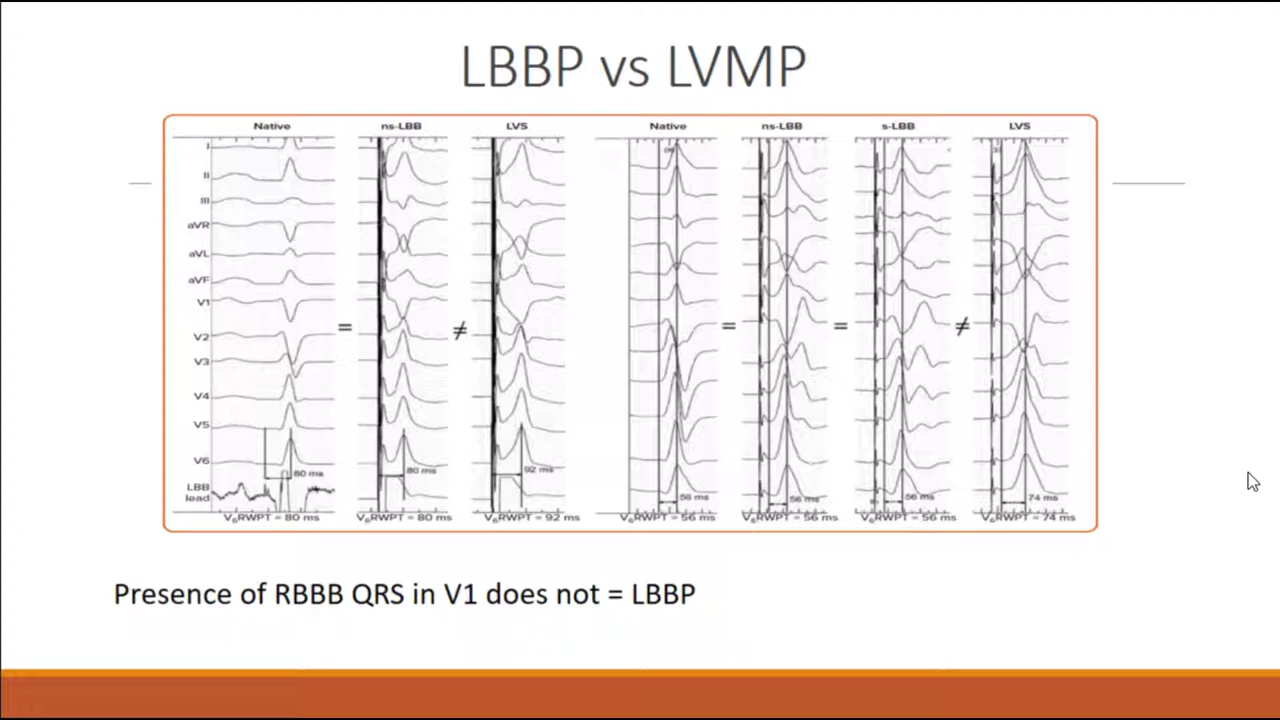 LBBP vs LVMP
Native ns-LBB LVS Native ns-LBB s-LBB LVS
I
II
III
aVR
aVL
aVF
V1
= ≠ = = ≠
V2
V3
V4
V5
V6
80 ms 80 ms 92 ms
LBB
lead
56 ms 56 ms 56 ms 74 ms
V₆RWPT = 80 ms V₆RWPT = 80 ms V₆RWPT = 92 ms V₆RWPT = 56 ms V₆RWPT = 56 ms V₆RWPT = 56 ms V₆RWPT = 74 ms
Presence of RBBB QRS in V1 does not = LBBP